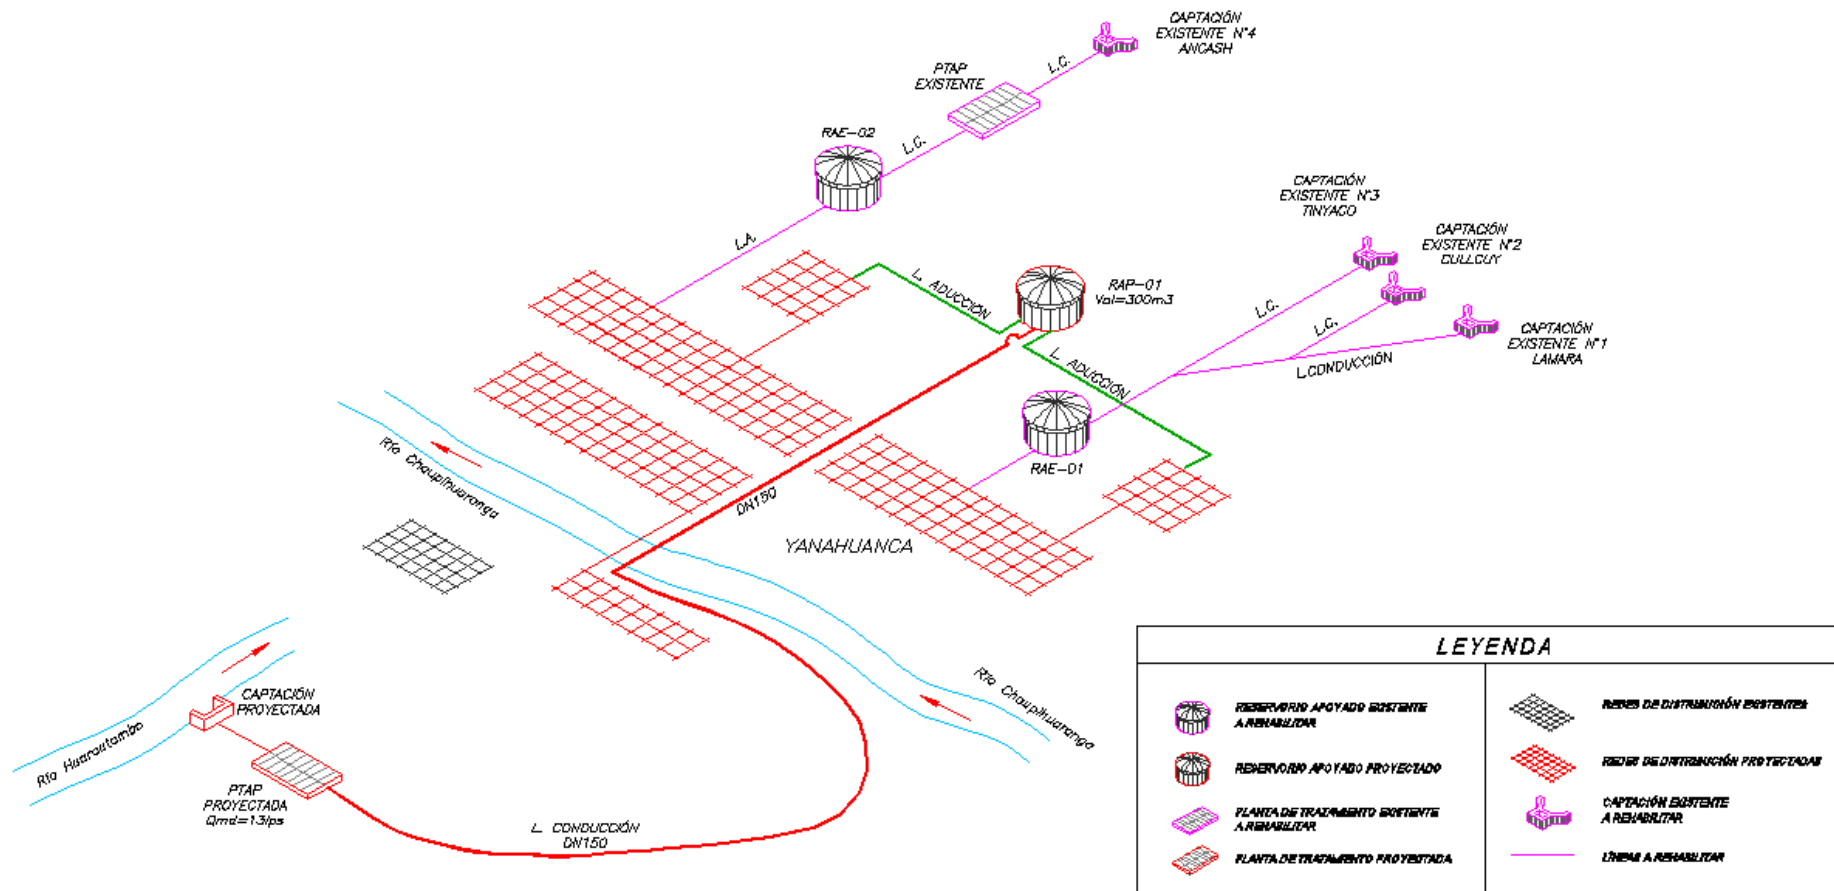 CAPTACIÓN
EXISTENTE N°4
ANCASH
L.C.
PTAP
EXISTENTE
L.C.
RAE-02
L.A.
CAPTACIÓN
EXISTENTE N°3
TINYACO
CAPTACIÓN
EXISTENTE N°2
CULLCUY
L. ADUCCIÓN
RAP-01
Vol=300m3
L.C.
L.C.
CAPTACIÓN
EXISTENTE N°1
LAMARA
L.CONDUCCIÓN
L. ADUCCIÓN
RAE-01
Río Chaupihuaranga
DN150
YANAHUANCA
Río Chaupihuaranga
CAPTACIÓN
PROYECTADA
Río Huarautambo
PTAP
PROYECTADA
Qmd=13lps
L. CONDUCCIÓN
DN150
LEYENDA
RESERVORIO APOYADO EXISTENTE
A REHABILITAR
RESERVORIO APOYADO PROYECTADO
PLANTA DE TRATAMIENTO EXISTENTE
A REHABILITAR
PLANTA DE TRATAMIENTO PROYECTADA
REDES DE DISTRIBUCIÓN EXISTENTES
REDES DE DISTRIBUCIÓN PROYECTADAS
CAPTACIÓN EXISTENTE
A REHABILITAR
LÍNEAS A REHABILITAR